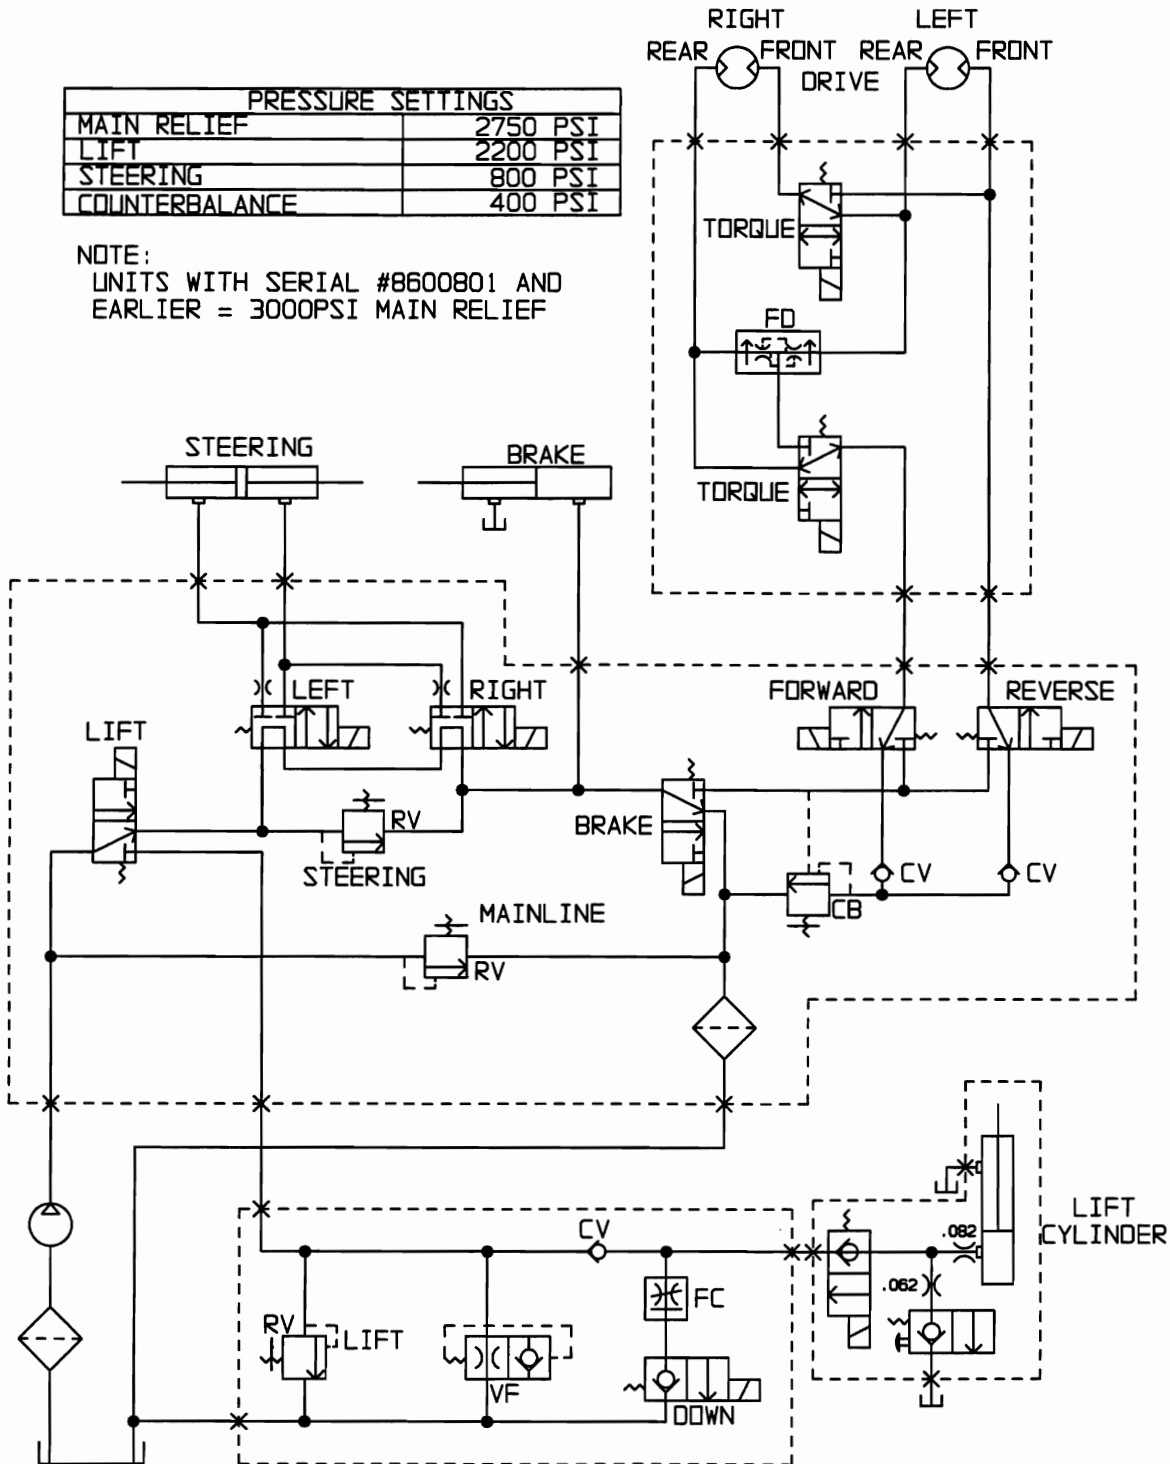 RIGHT LEFT
REAR FRONT REAR FRONT
DRIVE
PRESSURE SETTINGS
MAIN RELIEF 2750 PSI
LIFT 2200 PSI
STEERING 800 PSI
COUNTERBALANCE 400 PSI
NOTE:
UNITS WITH SERIAL #8600801 AND
EARLIER = 3000PSI MAIN RELIEF
TORQUE
FD
STEERING
BRAKE
TORQUE
LEFT
RIGHT
FORWARD
REVERSE
LIFT
RV
STEERING
BRAKE
CV
CV
CB
MAINLINE
RV
LIFT
CYLINDER
CV
.082
.062
FC
RV
LIFT
VF
DOWN